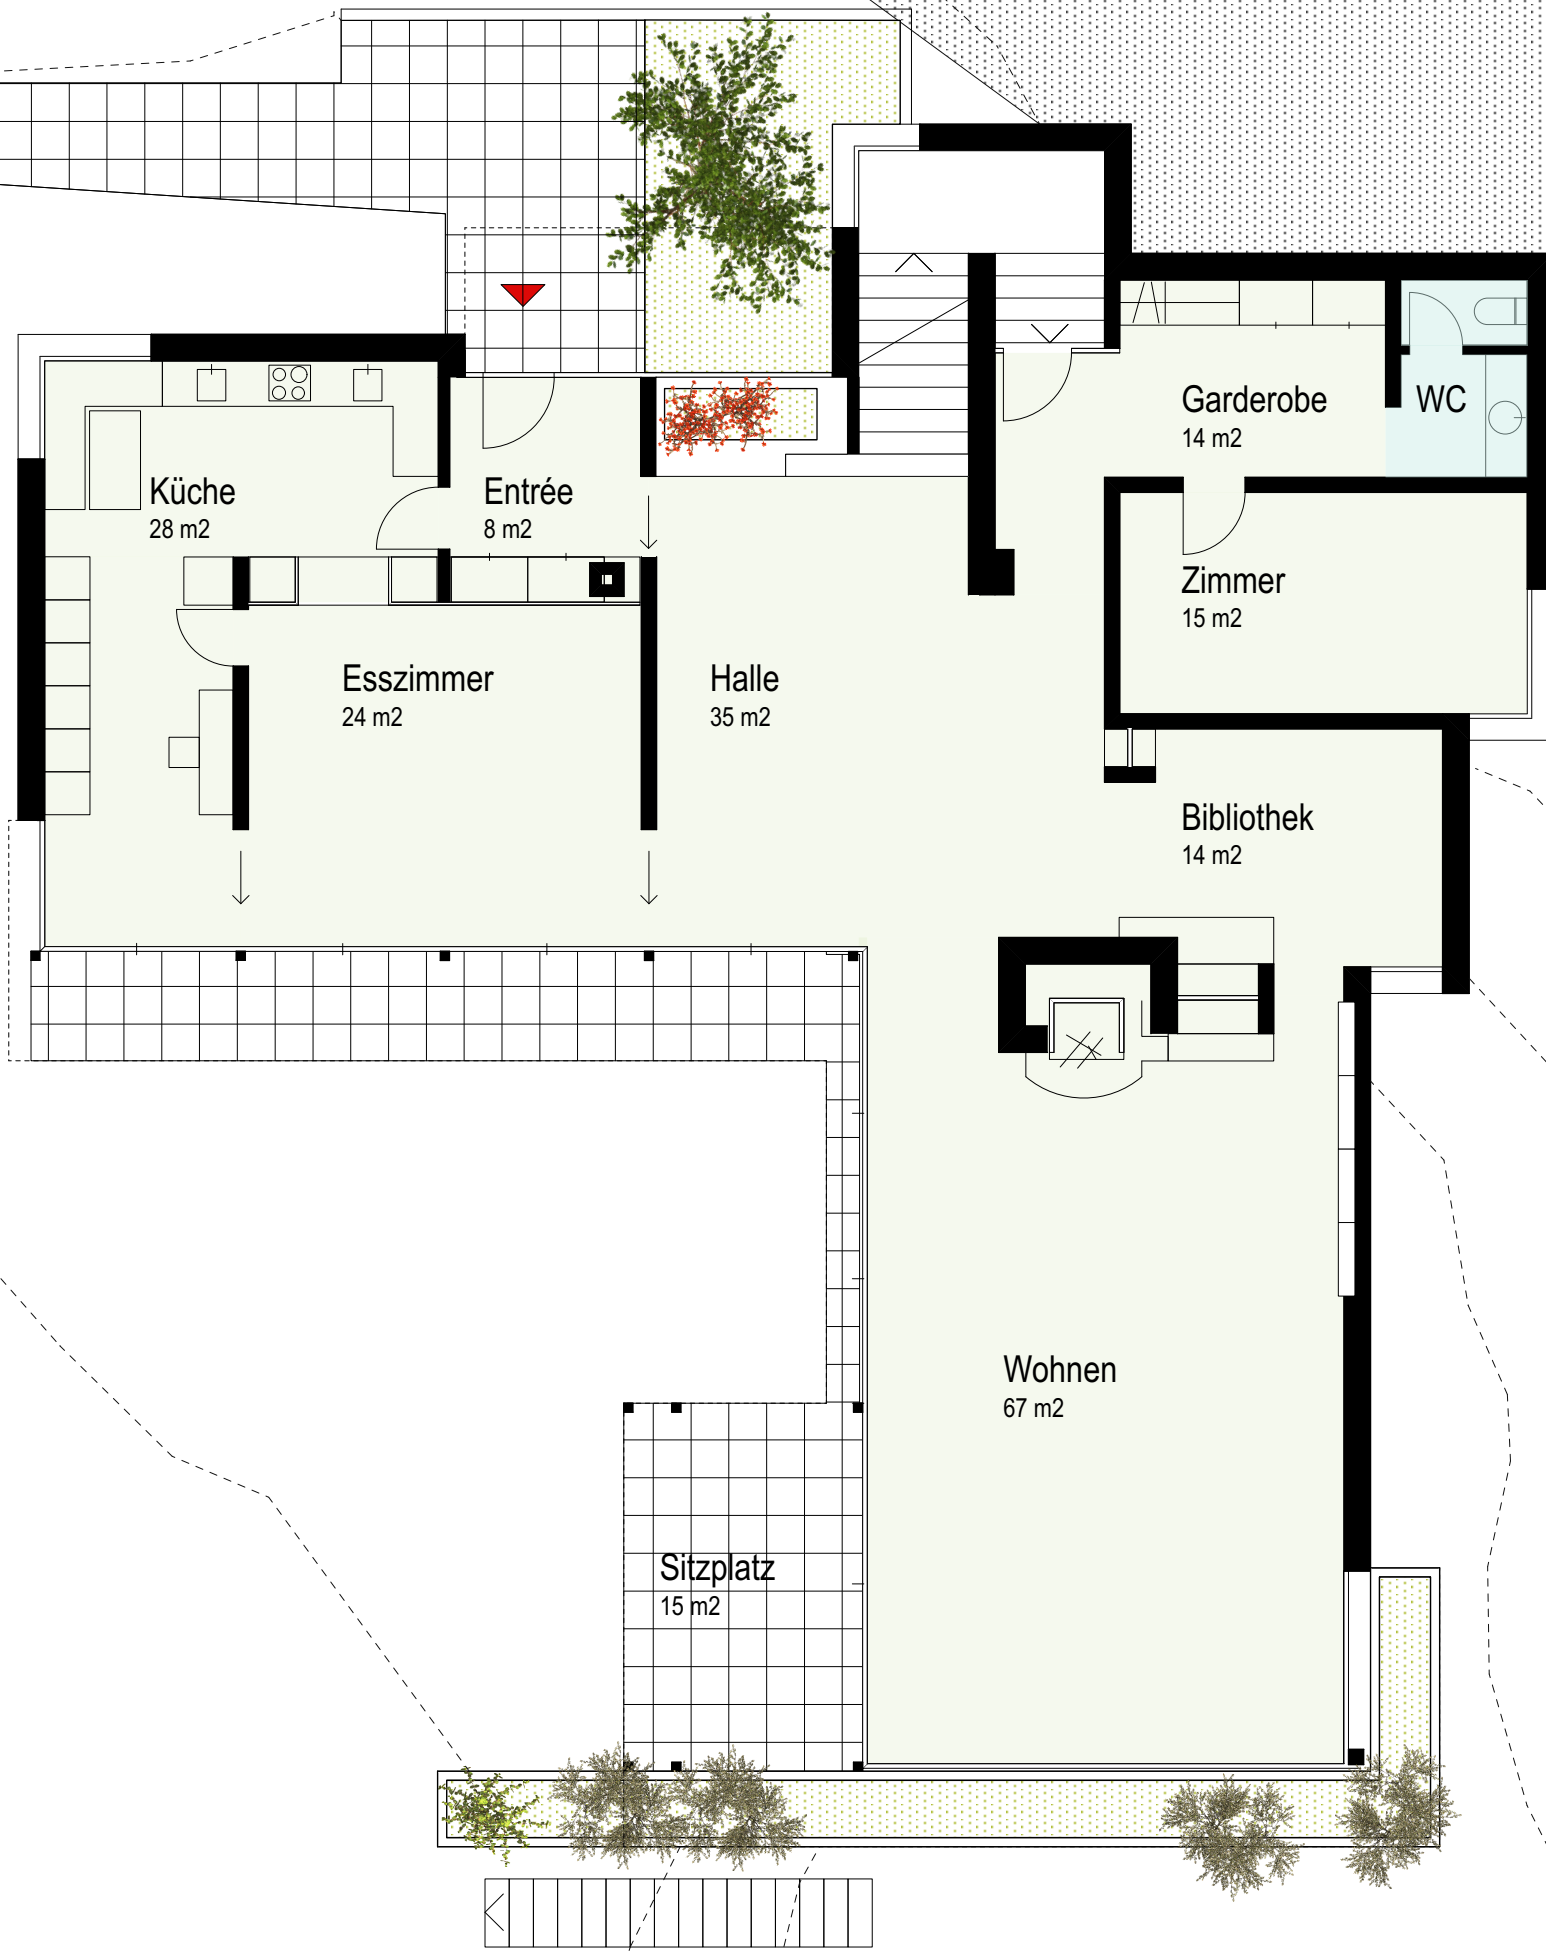 Garderobe
14 m2
WC
Küche
28 m2
Entrée
8 m2
Zimmer
15 m2
Esszimmer
24 m2
Halle
35 m2
Bibliothek
14 m2
Wohnen
67 m2
Sitzplatz
15 m2